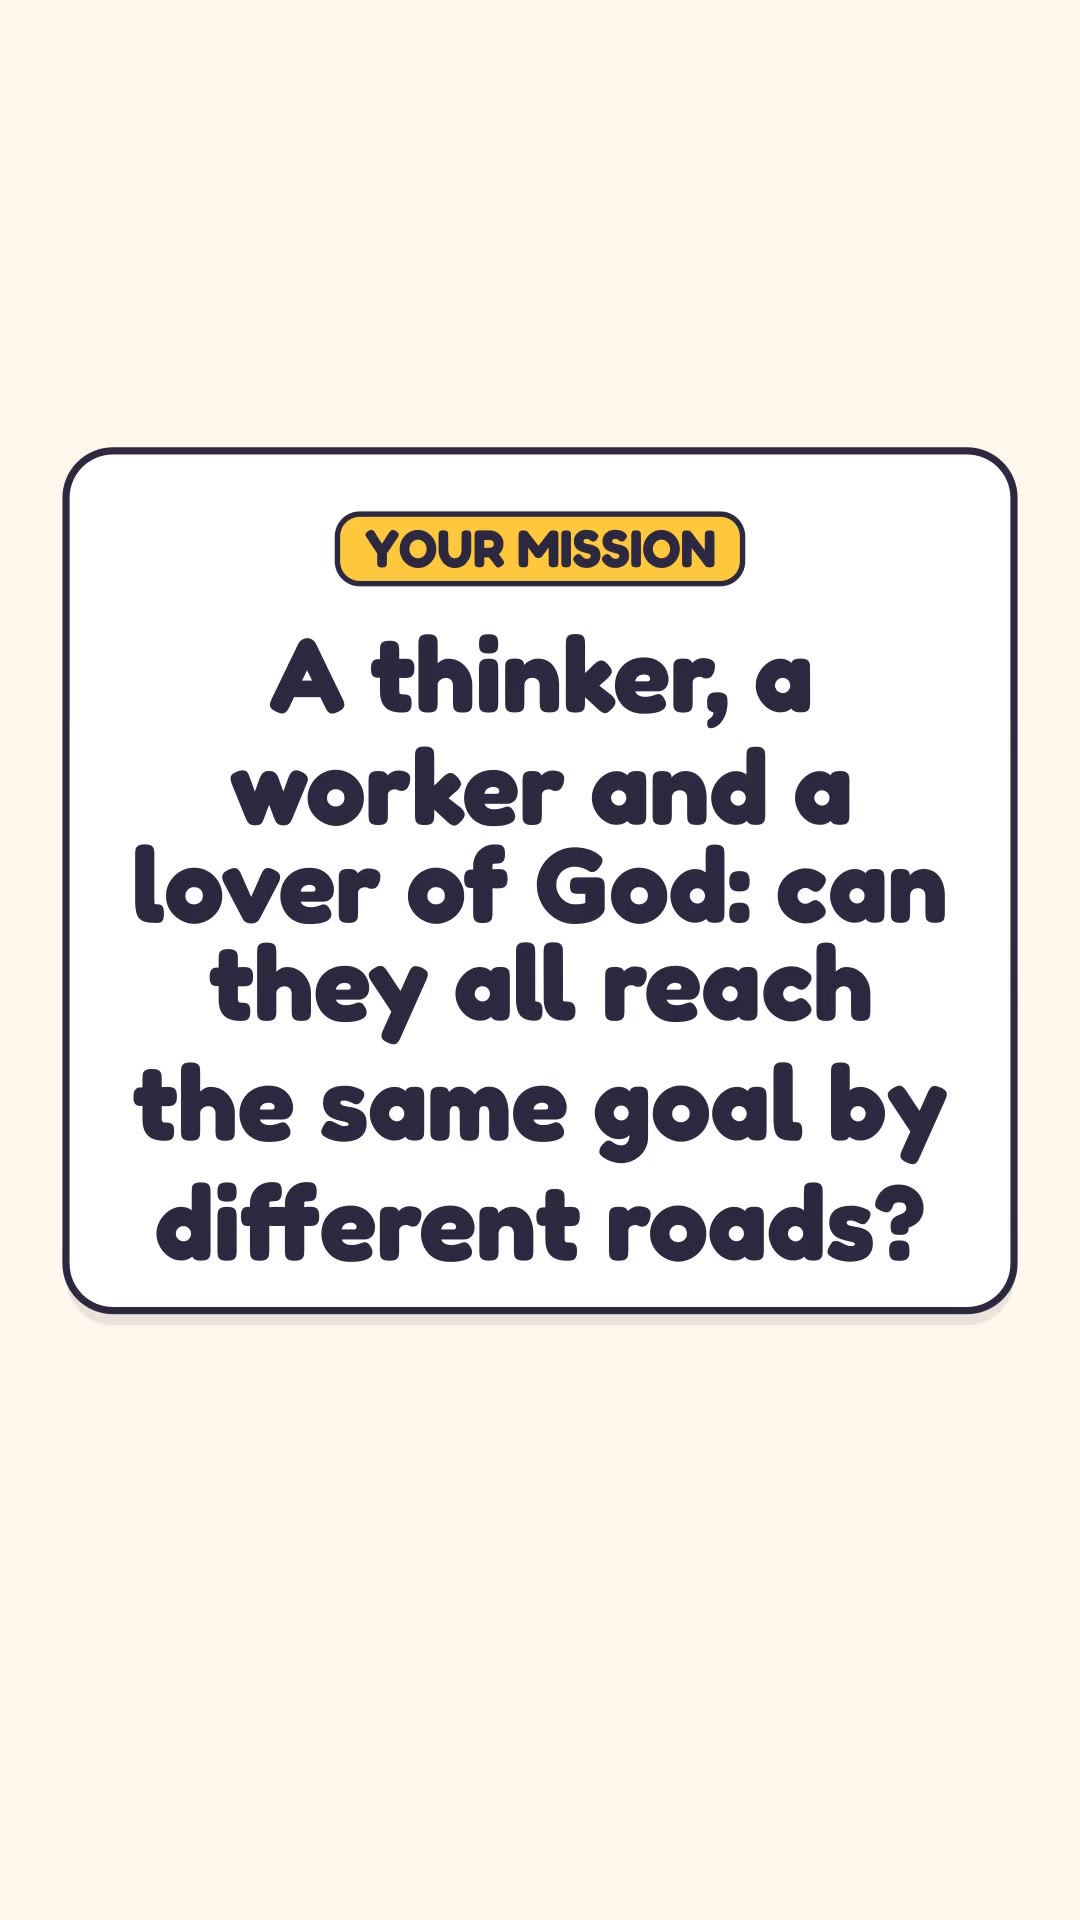 YOUR MISSION
A thinker, a
worker and a
lover of God: can
they all reach
the same goal by
different roads?